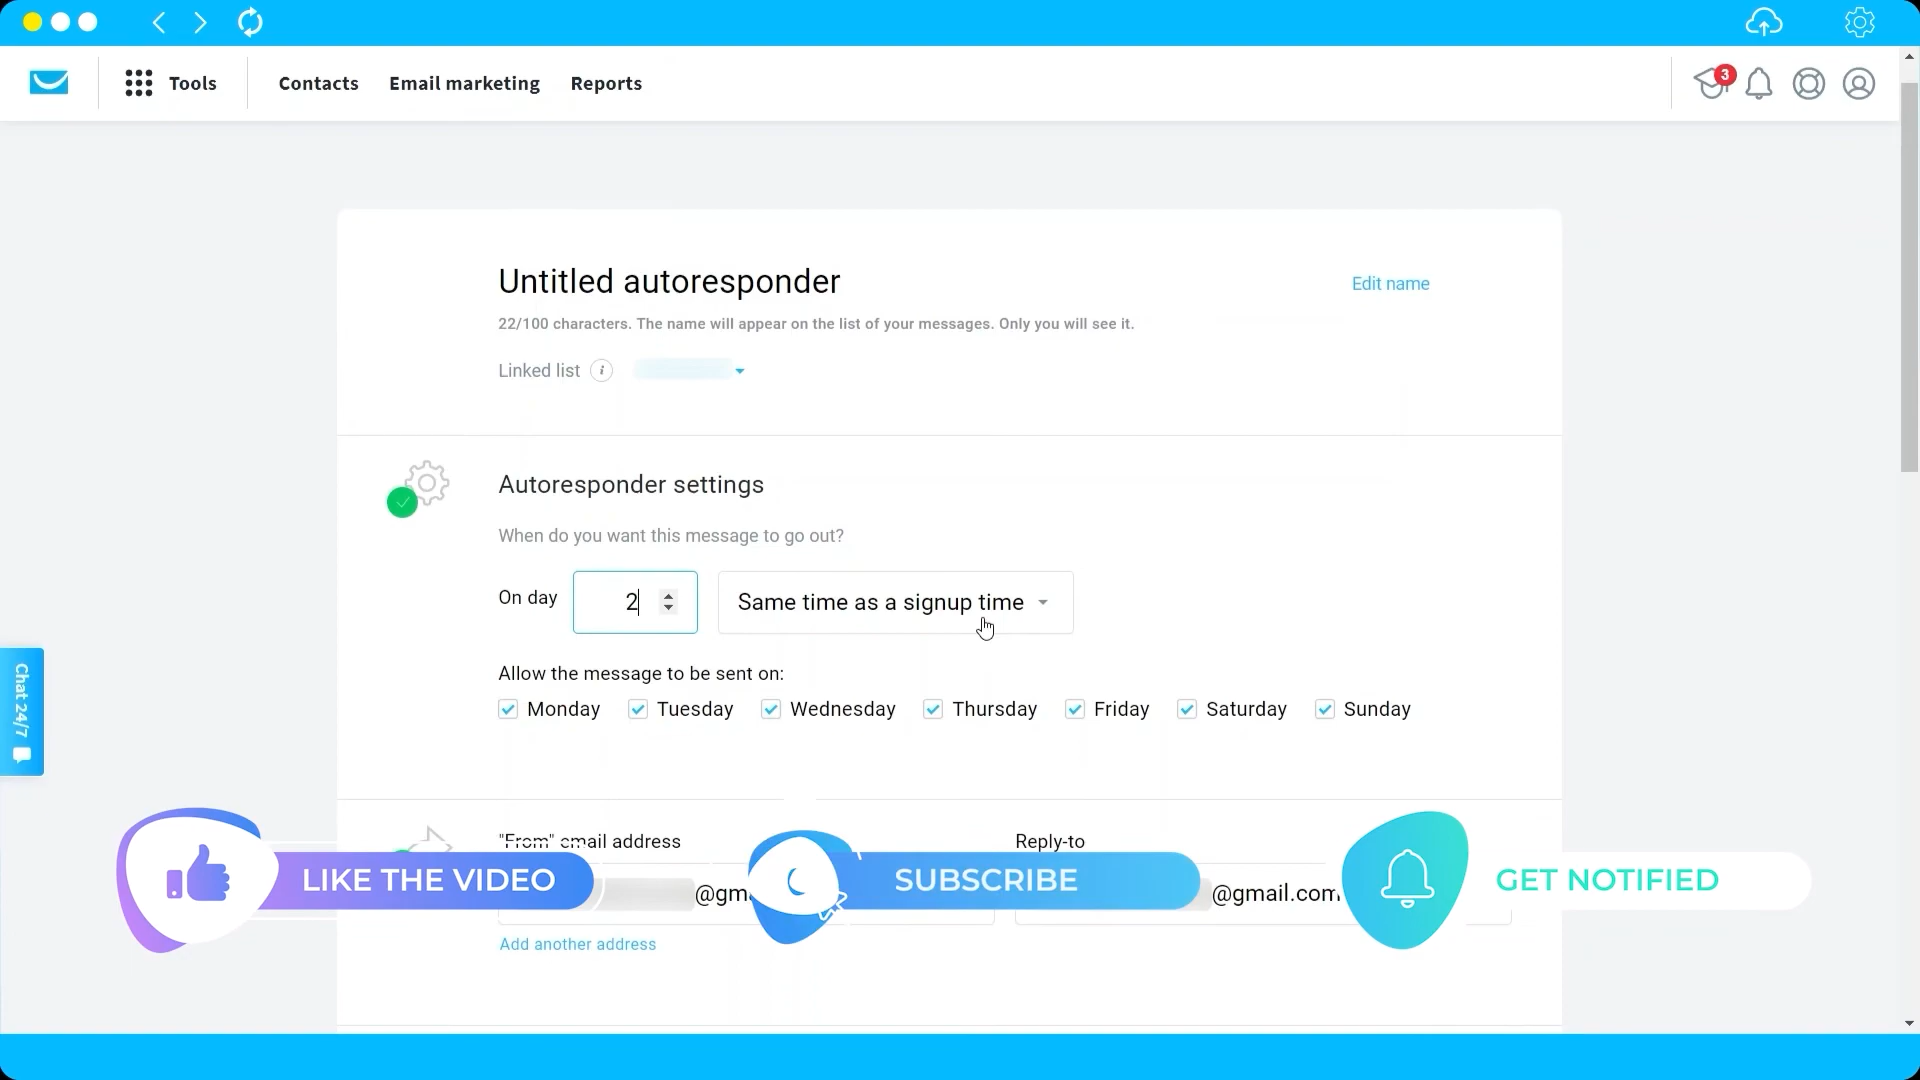 Tools
Contacts
Email marketing
Reports
3
Untitled autoresponder
Edit name
22/100 characters. The name will appear on the list of your messages. Only you will see it.
Linked list i
Autoresponder settings
When do you want this message to go out?
On day 2 Same time as a signup time
Allow the message to be sent on:
Monday Tuesday Wednesday Thursday Friday Saturday Sunday
Chat 24/7
"From" email address
Reply-to
LIKE THE VIDEO
@gm
SUBSCRIBE
@gmail.com
GET NOTIFIED
Add another address